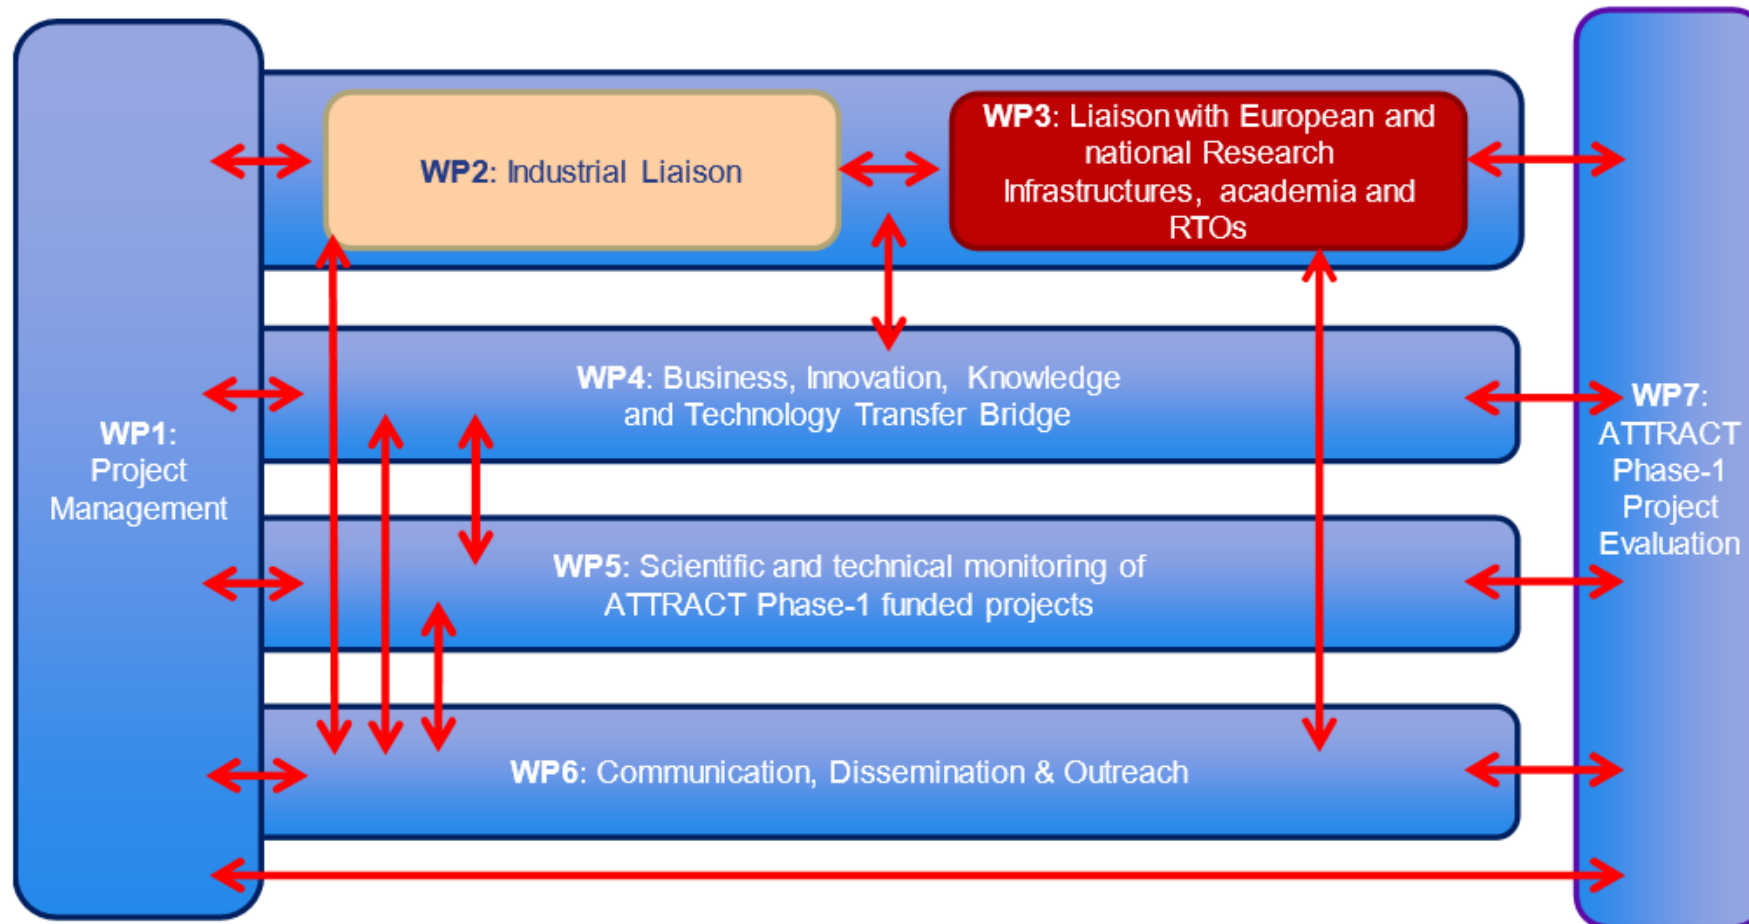 WP1:
Project
Management
WP2: Industrial Liaison
WP3: Liaison with European and
national Research
Infrastructures, academia and
RTOs
WP4: Business, Innovation, Knowledge
and Technology Transfer Bridge
WP5: Scientific and technical monitoring of
ATTRACT Phase-1 funded projects
WP6: Communication, Dissemination & Outreach
WP7:
ATTRACT
Phase-1
Project
Evaluation